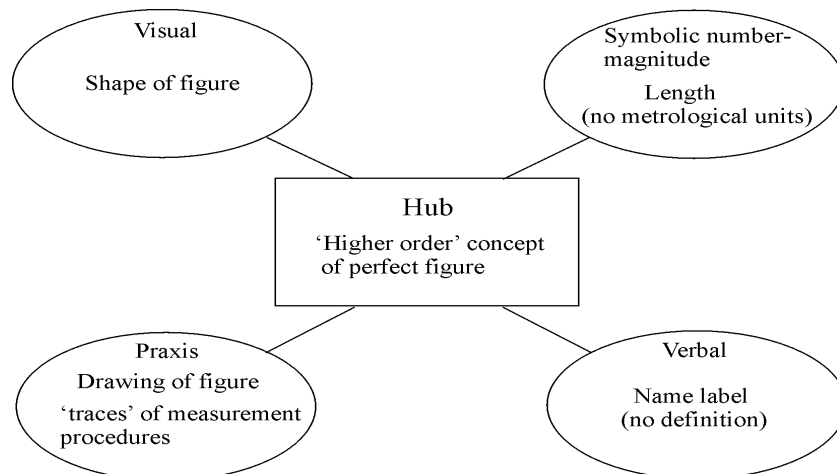 Visual
Shape of figure
Symbolic number-
magnitude
Length
(no metrological units)
Hub
‘Higher order’ concept
of perfect figure
Praxis
Drawing of figure
‘traces’ of measurement
procedures
Verbal
Name label
(no definition)